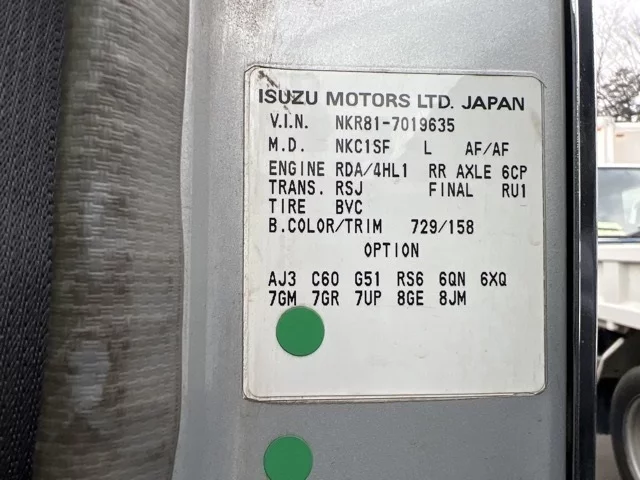 ISUZU MOTORS LTD. JAPAN
V.I.N. NKR81-7019635
M.D. NKC1SF L AF/AF
ENGINE RDA/4HL1 RR AXLE 6CP
TRANS. RSJ FINAL RU1
TIRE BVC
B.COLOR/TRIM 729/158
OPTION
AJ3 C60 G51 RS6 6QN 6XQ
7GM 7GR 7UP 8GE 8JM